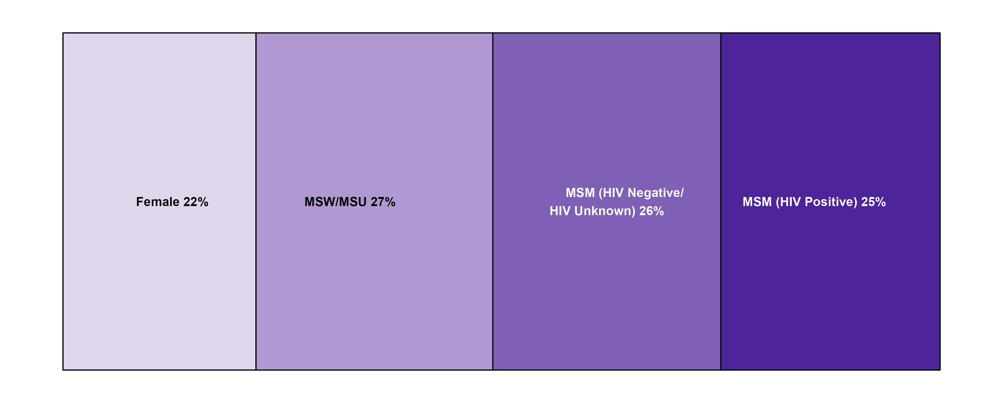 Female 22%
MSW/MSU 27%
MSM (HIV Negative/
HIV Unknown) 26%
MSM (HIV Positive) 25%